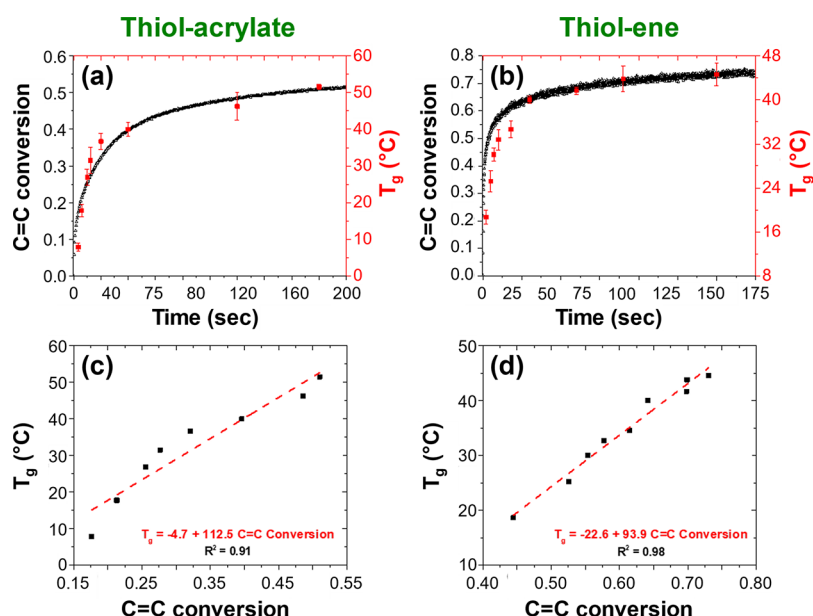 Thiol-acrylate
Thiol-ene
(a)
0.6
0.5
0.4
0.3
0.2
0.1
0.0
C=C conversion
60
50
40
30
20
10
0
Tg (°C)
0 40 75 120 160 200
Time (sec)
(b)
0.8
0.7
0.6
0.5
0.4
0.3
0.2
0.1
0.0
C=C conversion
48
40
32
24
16
8
Tg (°C)
0 25 50 75 100 125 150 175
Time (sec)
(c)
60
50
40
30
20
10
0
Tg (°C)
Tg = -4.7 + 112.5 C=C Conversion
R² = 0.91
0.15 0.25 0.35 0.45 0.55
C=C conversion
(d)
50
40
30
20
10
Tg (°C)
Tg = -22.6 + 93.9 C=C Conversion
R² = 0.98
0.40 0.50 0.60 0.70 0.80
C=C conversion